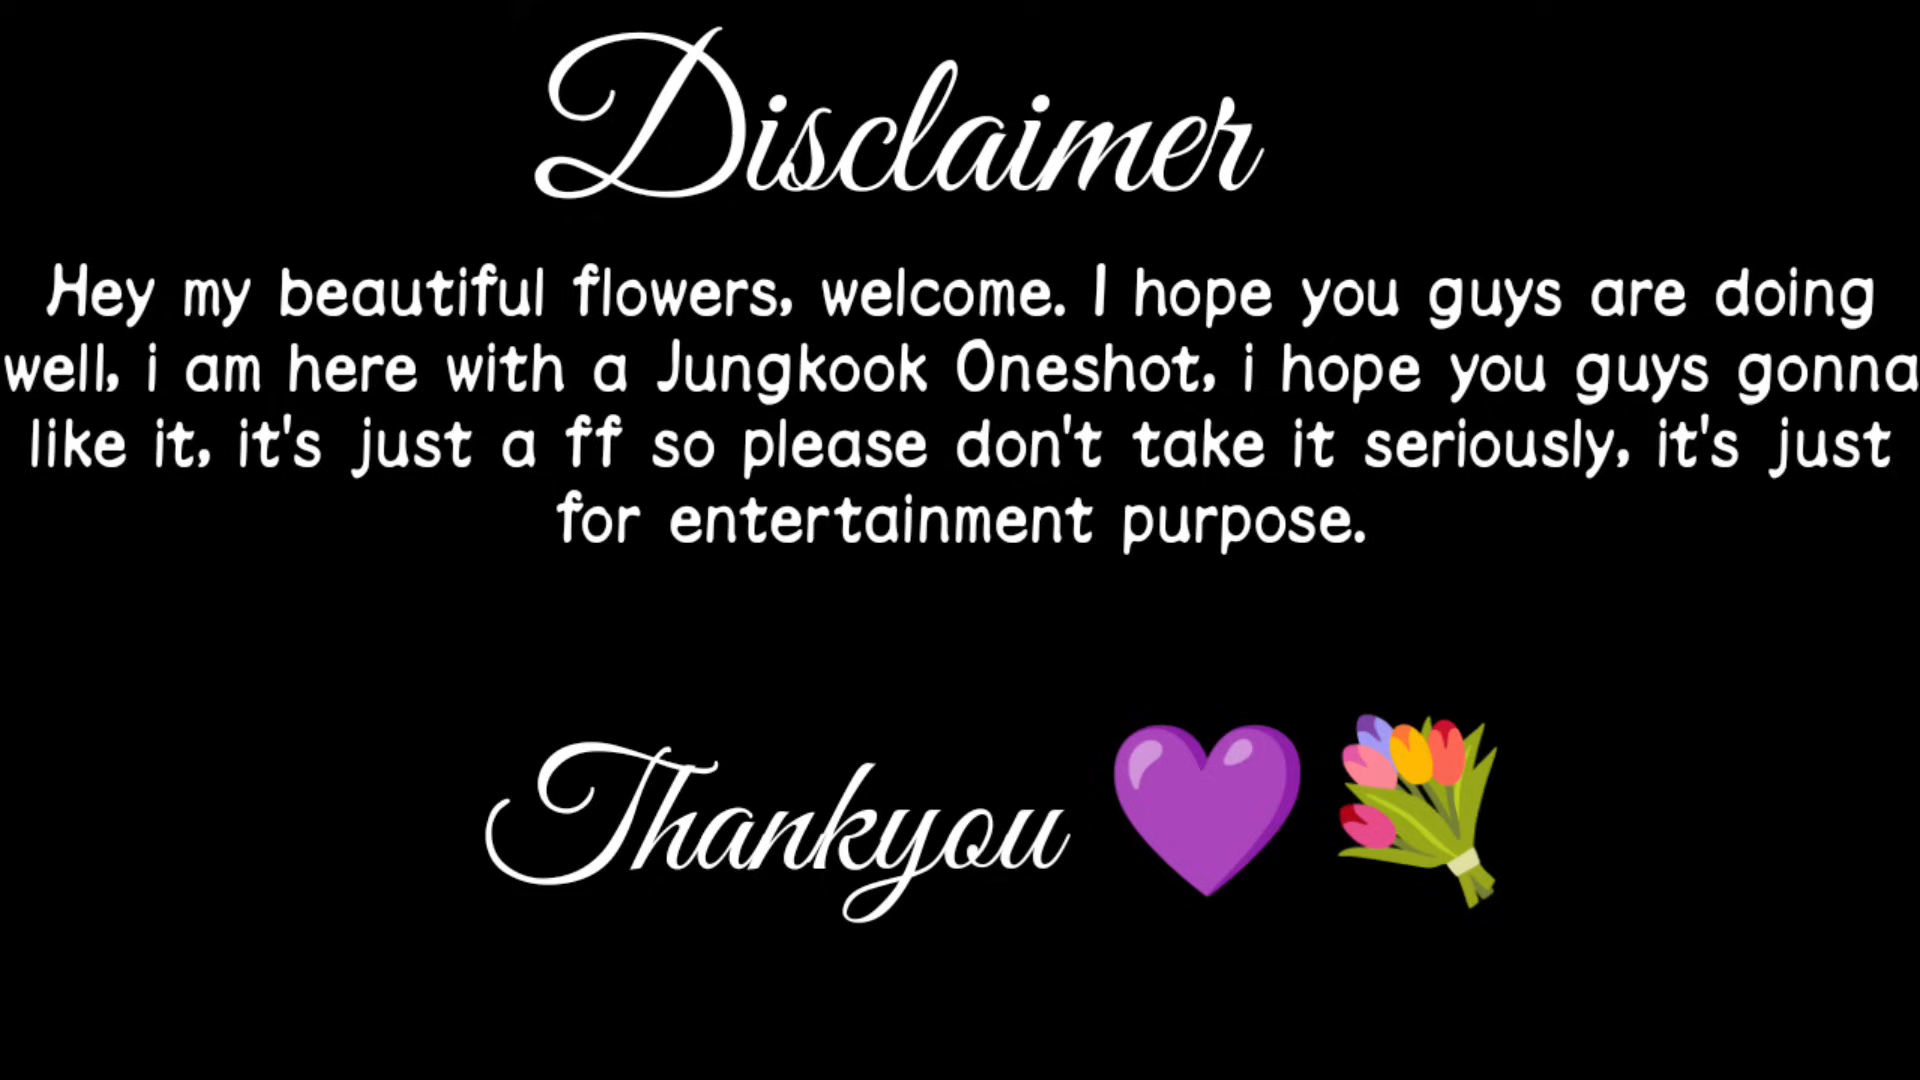 Disclaimer
Hey my beautiful flowers, welcome. I hope you guys are doing
well, i am here with a Jungkook Oneshot, i hope you guys gonna
like it, it's just a ff so please don't take it seriously, it's just
for entertainment purpose.
Thankyou 💜 💐